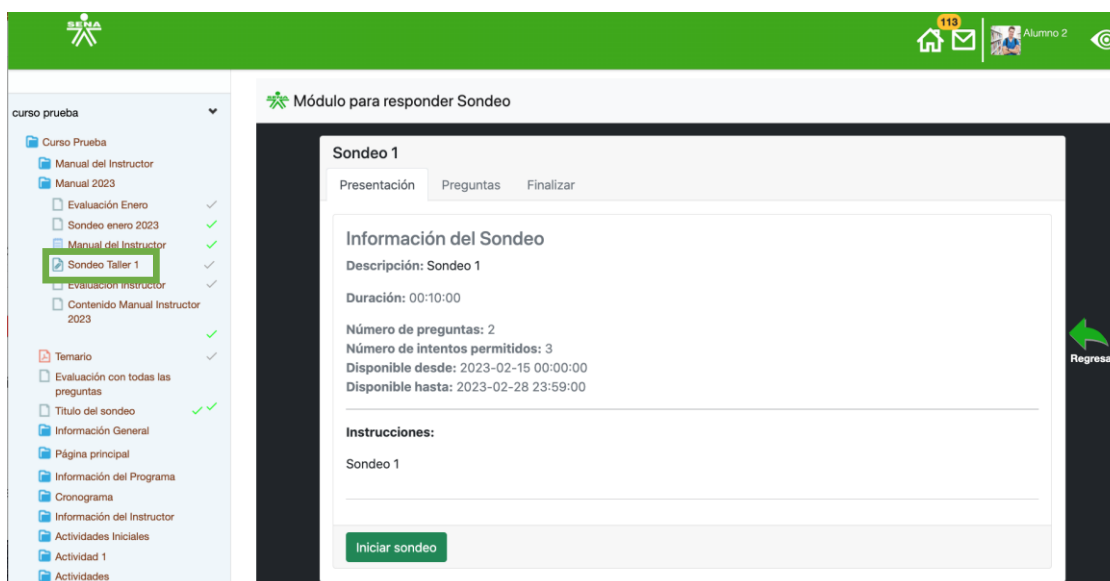 SENA
113
Alumno 2
curso prueba
Módulo para responder Sondeo
Curso Prueba
Manual del Instructor
Manual 2023
Evaluación Enero
Sondeo enero 2023
Manual del Instructor
Sondeo Taller 1
Evaluación Instructor
Contenido Manual Instructor
2023
Temario
Evaluación con todas las
preguntas
Titulo del sondeo
Información General
Página principal
Información del Programa
Cronograma
Información del Instructor
Actividades Iniciales
Actividad 1
Actividades
Sondeo 1
Presentación Preguntas Finalizar
Información del Sondeo
Descripción: Sondeo 1
Duración: 00:10:00
Número de preguntas: 2
Número de intentos permitidos: 3
Disponible desde: 2023-02-15 00:00:00
Disponible hasta: 2023-02-28 23:59:00
Instrucciones:
Sondeo 1
Iniciar sondeo
Regresa